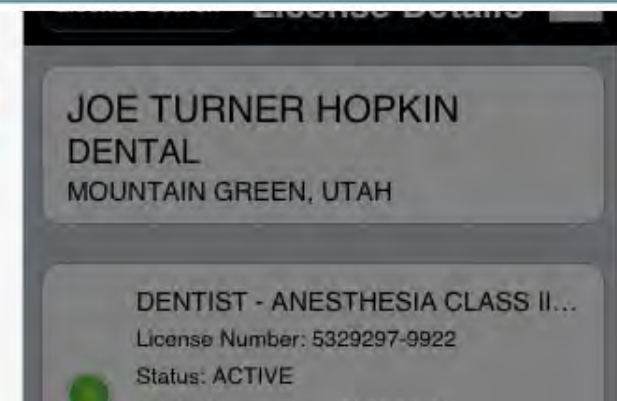 License Details
JOE TURNER HOPKIN
DENTAL
MOUNTAIN GREEN, UTAH
DENTIST - ANESTHESIA CLASS II...
License Number: 5329297-9922
Status: ACTIVE